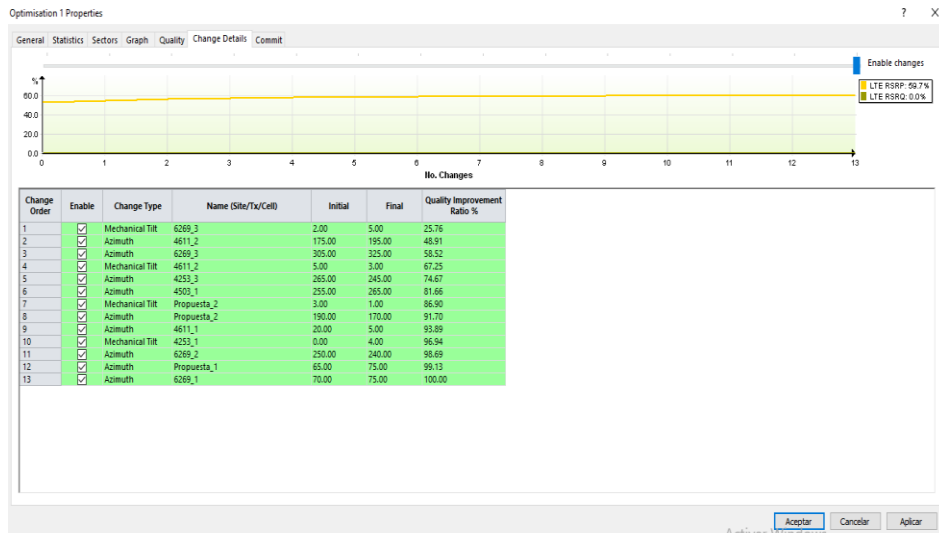 Optimisation 1 Properties ? X
General Statistics Sectors Graph Quality Change Details Commit
Enable changes
%
60.0
40.0
20.0
0.0
LTE RSRP: 59.7%
LTE RSRQ: 0.0%
0 1 2 3 4 5 6 7 8 9 10 11 12 13
No. Changes
Change Order Enable Change Type Name (Site/Tx/Cell) Initial Final Quality Improvement Ratio %
1 Mechanical Tilt 6269_3 2.00 5.00 25.76
2 Azimuth 4611_2 175.00 195.00 48.91
3 Azimuth 6269_3 305.00 325.00 58.52
4 Mechanical Tilt 4611_2 5.00 3.00 67.25
5 Azimuth 4253_3 265.00 245.00 74.67
6 Azimuth 4503_1 255.00 265.00 81.66
7 Mechanical Tilt Propuesta_2 3.00 1.00 86.90
8 Azimuth Propuesta_2 190.00 170.00 91.70
9 Azimuth 4611_1 20.00 5.00 93.89
10 Mechanical Tilt 4253_1 0.00 4.00 96.94
11 Azimuth 6269_2 250.00 240.00 98.69
12 Azimuth Propuesta_1 65.00 75.00 99.13
13 Azimuth 6269_1 70.00 75.00 100.00
Aceptar Cancelar Aplicar